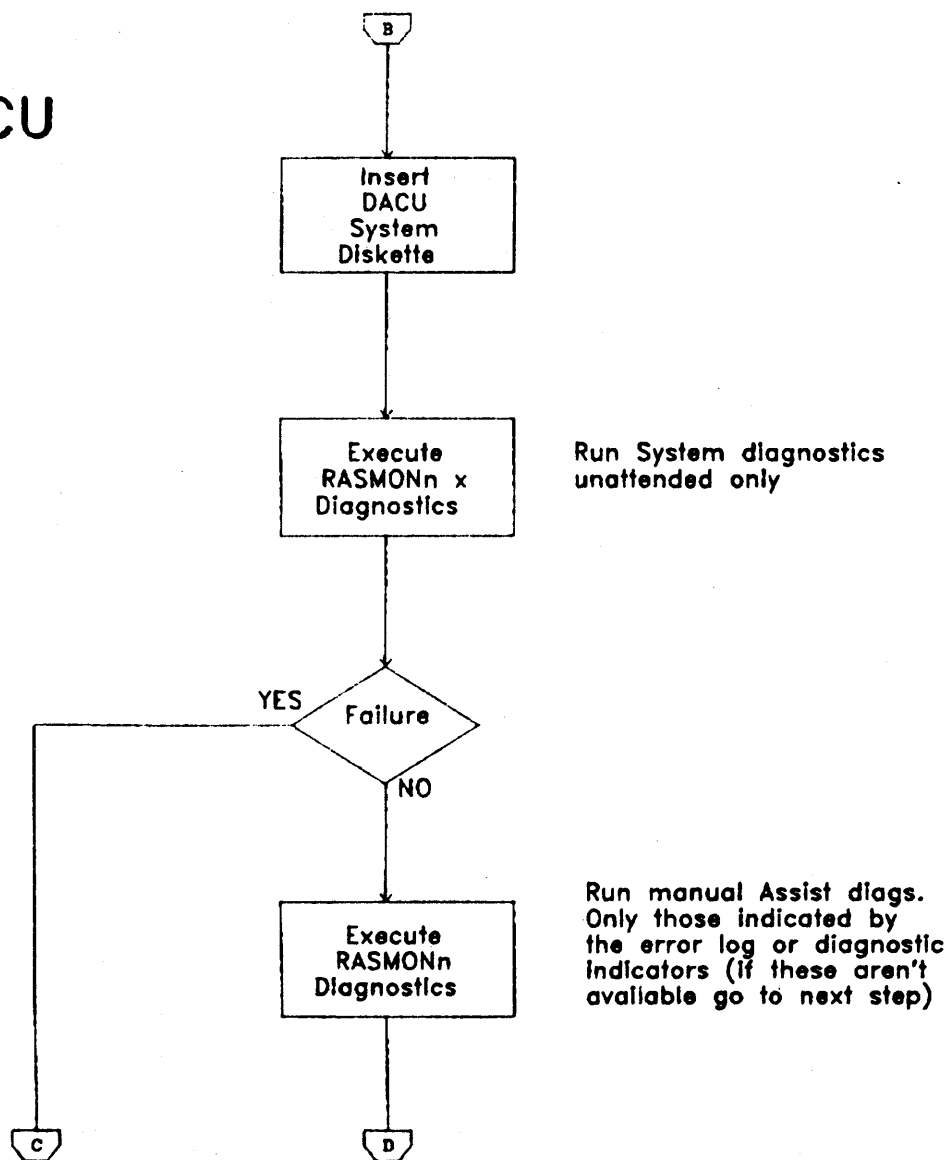 B
CU
Insert
DACU
System
Diskette
Execute
RASMONn x
Diagnostics
Run System diagnostics
unattended only
YES
Failure
NO
Execute
RASMONn
Diagnostics
Run manual Assist diags.
Only those indicated by
the error log or diagnostic
indicators (if these aren't
available go to next step)
C
D